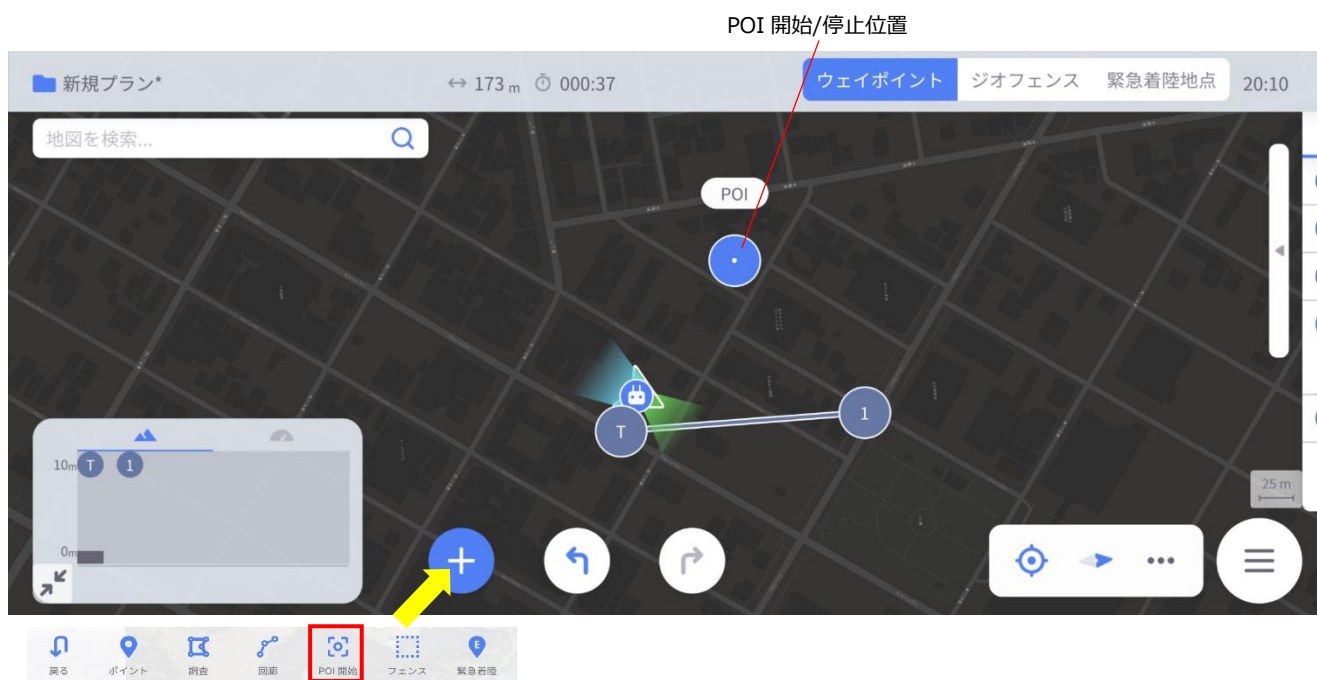 POI 開始/停止位置
新規プラン*
↔ 173 m
000:37
ウェイポイント
ジオフェンス
緊急着陸地点
20:10
地図を検索...
POI
T
1
10m
T
1
0m
25 m
戻る
ポイント
調査
回廊
POI 開始
フェンス
E
緊急着陸